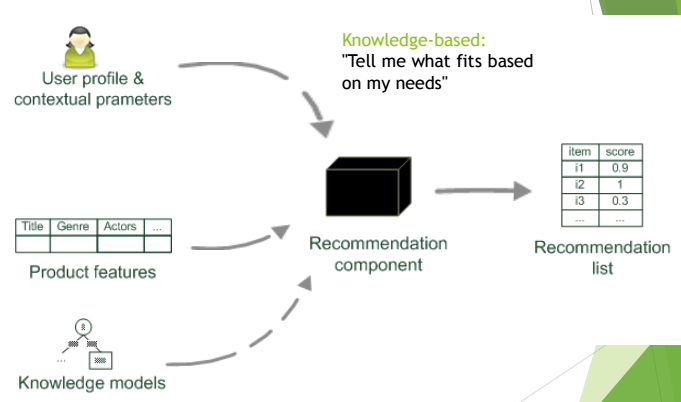 Knowledge-based:
"Tell me what fits based
on my needs"
User profile &
contextual prameters
item score
i1 0.9
i2 1
i3 0.3
... ...
Title Genre Actors ...
Recommendation
component
Recommendation
list
Product features
...
Knowledge models